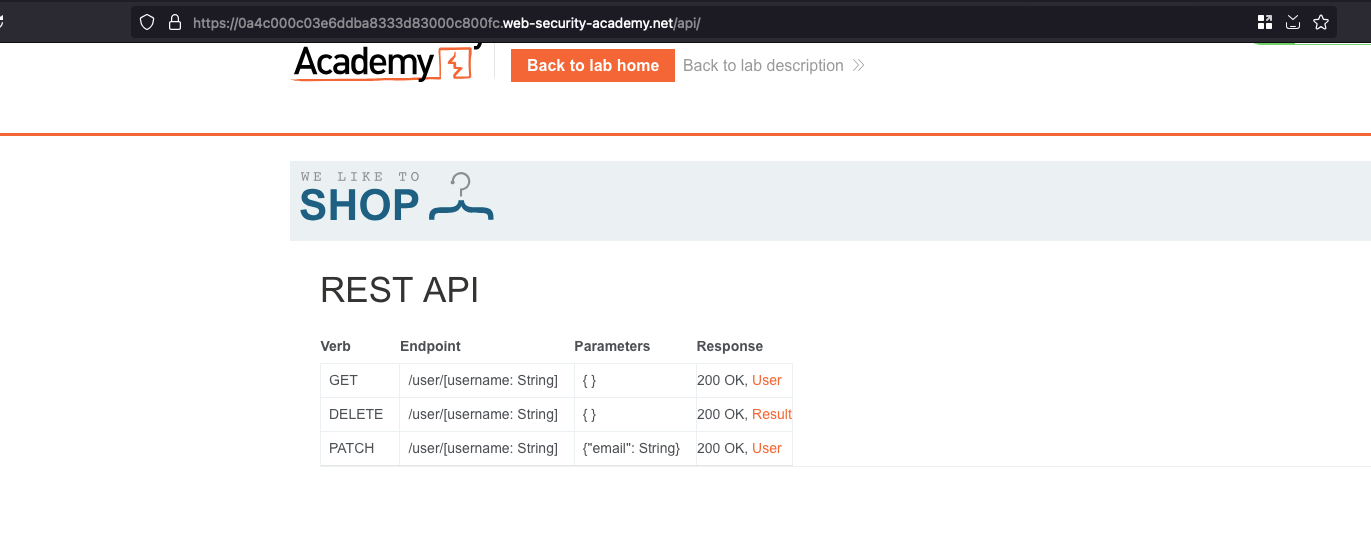 https://0a4c000c03e6ddba8333d83000c800fc.web-security-academy.net/api/
Academy
Back to lab home
Back to lab description
WE LIKE TO
SHOP
REST API
Verb Endpoint Parameters Response
GET /user/[username: String] { } 200 OK, User
DELETE /user/[username: String] { } 200 OK, Result
PATCH /user/[username: String] {"email": String} 200 OK, User